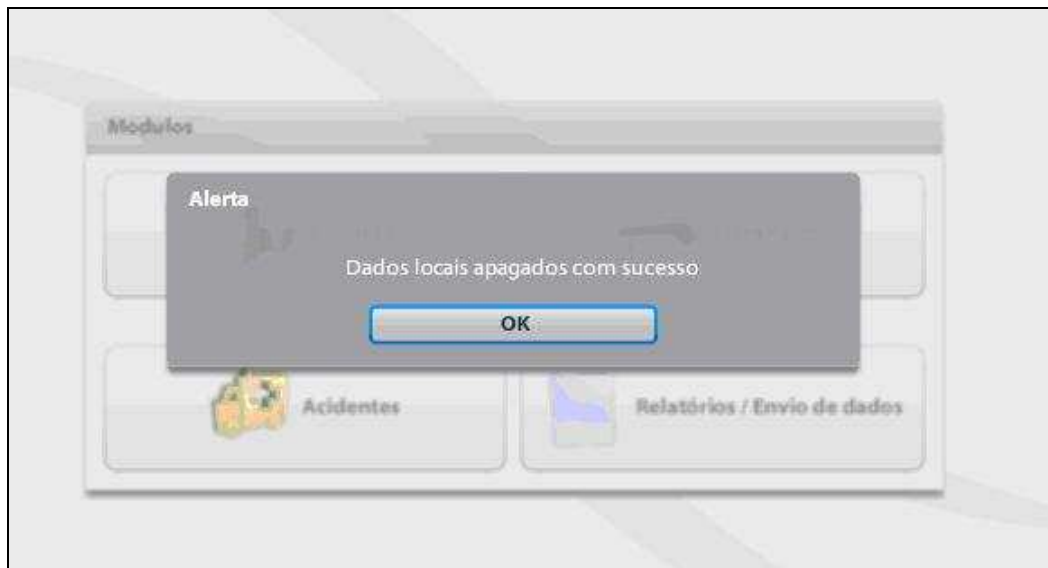 Modulos
Alerta
Dados locais apagados com sucesso
OK
Acidentes
Relatórios / Envio de dados